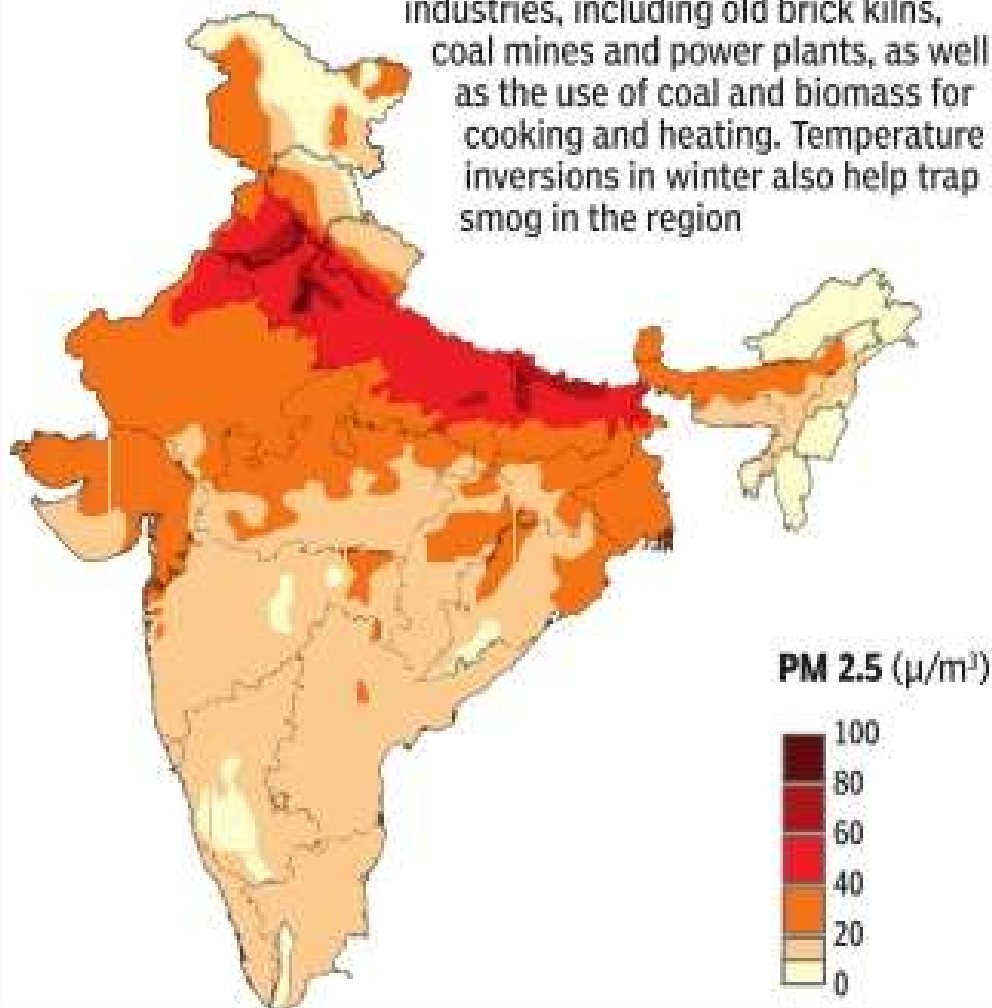 industries, including old brick kilns,
coal mines and power plants, as well
as the use of coal and biomass for
cooking and heating. Temperature
inversions in winter also help trap
smog in the region
PM 2.5 (µ/m³)
100
80
60
40
20
0